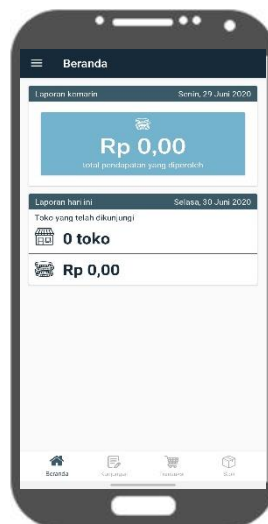 Beranda
Laporan kemarin Senin, 29 Juni 2020
Rp 0,00
total pendapatan yang diperoleh
Laporan hari ini Selasa, 30 Juni 2020
Toko yang telah dikunjungi
0 toko
Rp 0,00
Beranda